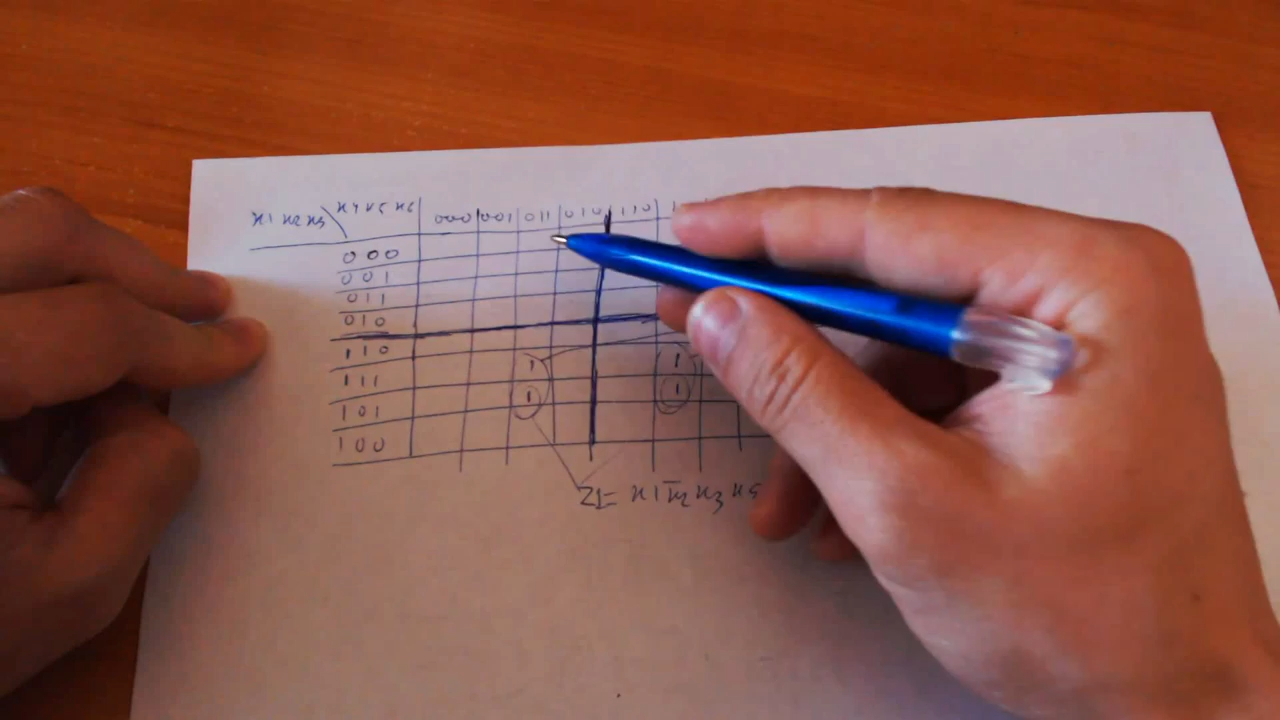 x1 x2 x3 \ x4 x5 x6 000 001 011 010 110 1
000
001
011
010
110 1 1
111 1 1
101
100
Z1= x1 x̅2 x3 x5